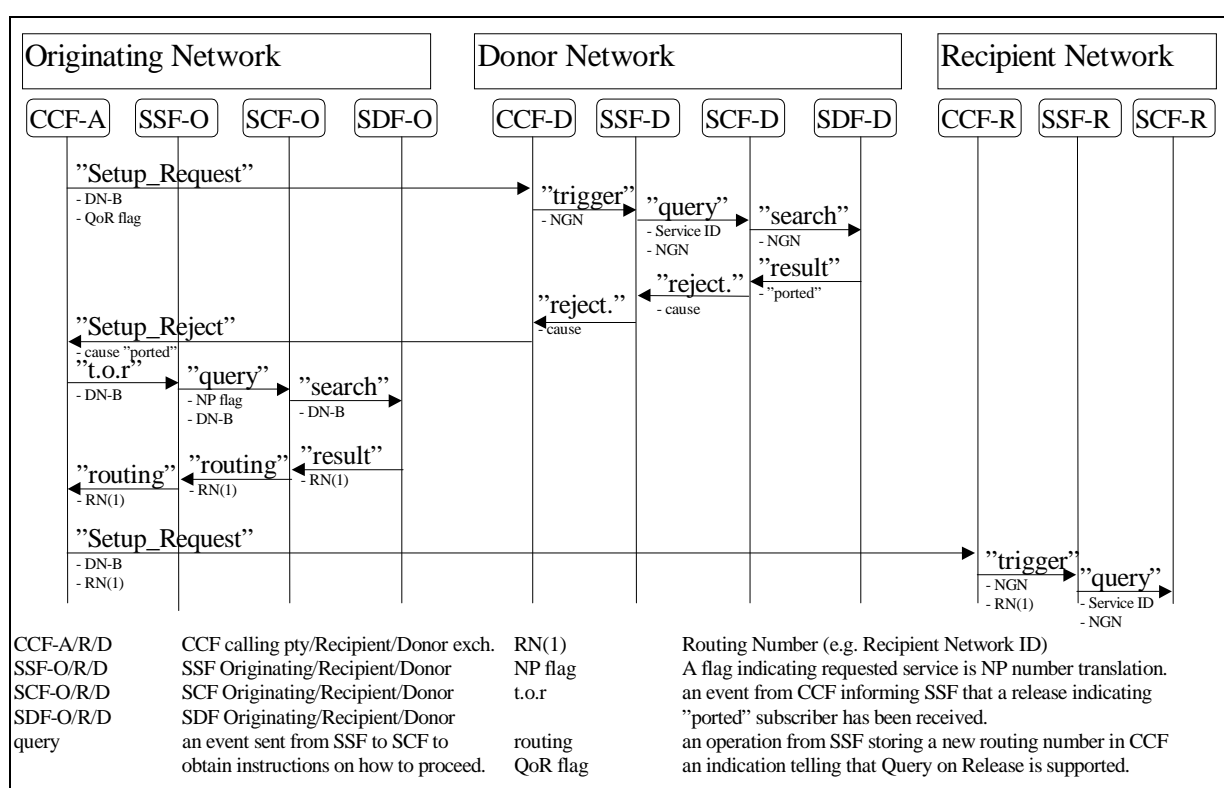 Originating Network
Donor Network
Recipient Network
CCF-A SSF-O SCF-O SDF-O CCF-D SSF-D SCF-D SDF-D CCF-R SSF-R SCF-R
”Setup_Request”
- DN-B
- QoR flag
”trigger”
- NGN
”query”
- Service ID
- NGN
”search”
- NGN
”result”
- ”ported”
”reject.”
- cause
”reject.”
- cause
”Setup_Reject”
- cause ”ported”
”t.o.r”
- DN-B
”query”
- NP flag
- DN-B
”search”
- DN-B
”result”
- RN(1)
”routing”
- RN(1)
”routing”
- RN(1)
”Setup_Request”
- DN-B
- RN(1)
”trigger”
- NGN
- RN(1)
”query”
- Service ID
- NGN
CCF-A/R/D CCF calling pty/Recipient/Donor exch. RN(1) Routing Number (e.g. Recipient Network ID)
SSF-O/R/D SSF Originating/Recipient/Donor NP flag A flag indicating requested service is NP number translation.
SCF-O/R/D SCF Originating/Recipient/Donor t.o.r an event from CCF informing SSF that a release indicating
SDF-O/R/D SDF Originating/Recipient/Donor ”ported” subscriber has been received.
query an event sent from SSF to SCF to routing an operation from SSF storing a new routing number in CCF
obtain instructions on how to proceed. QoR flag an indication telling that Query on Release is supported.